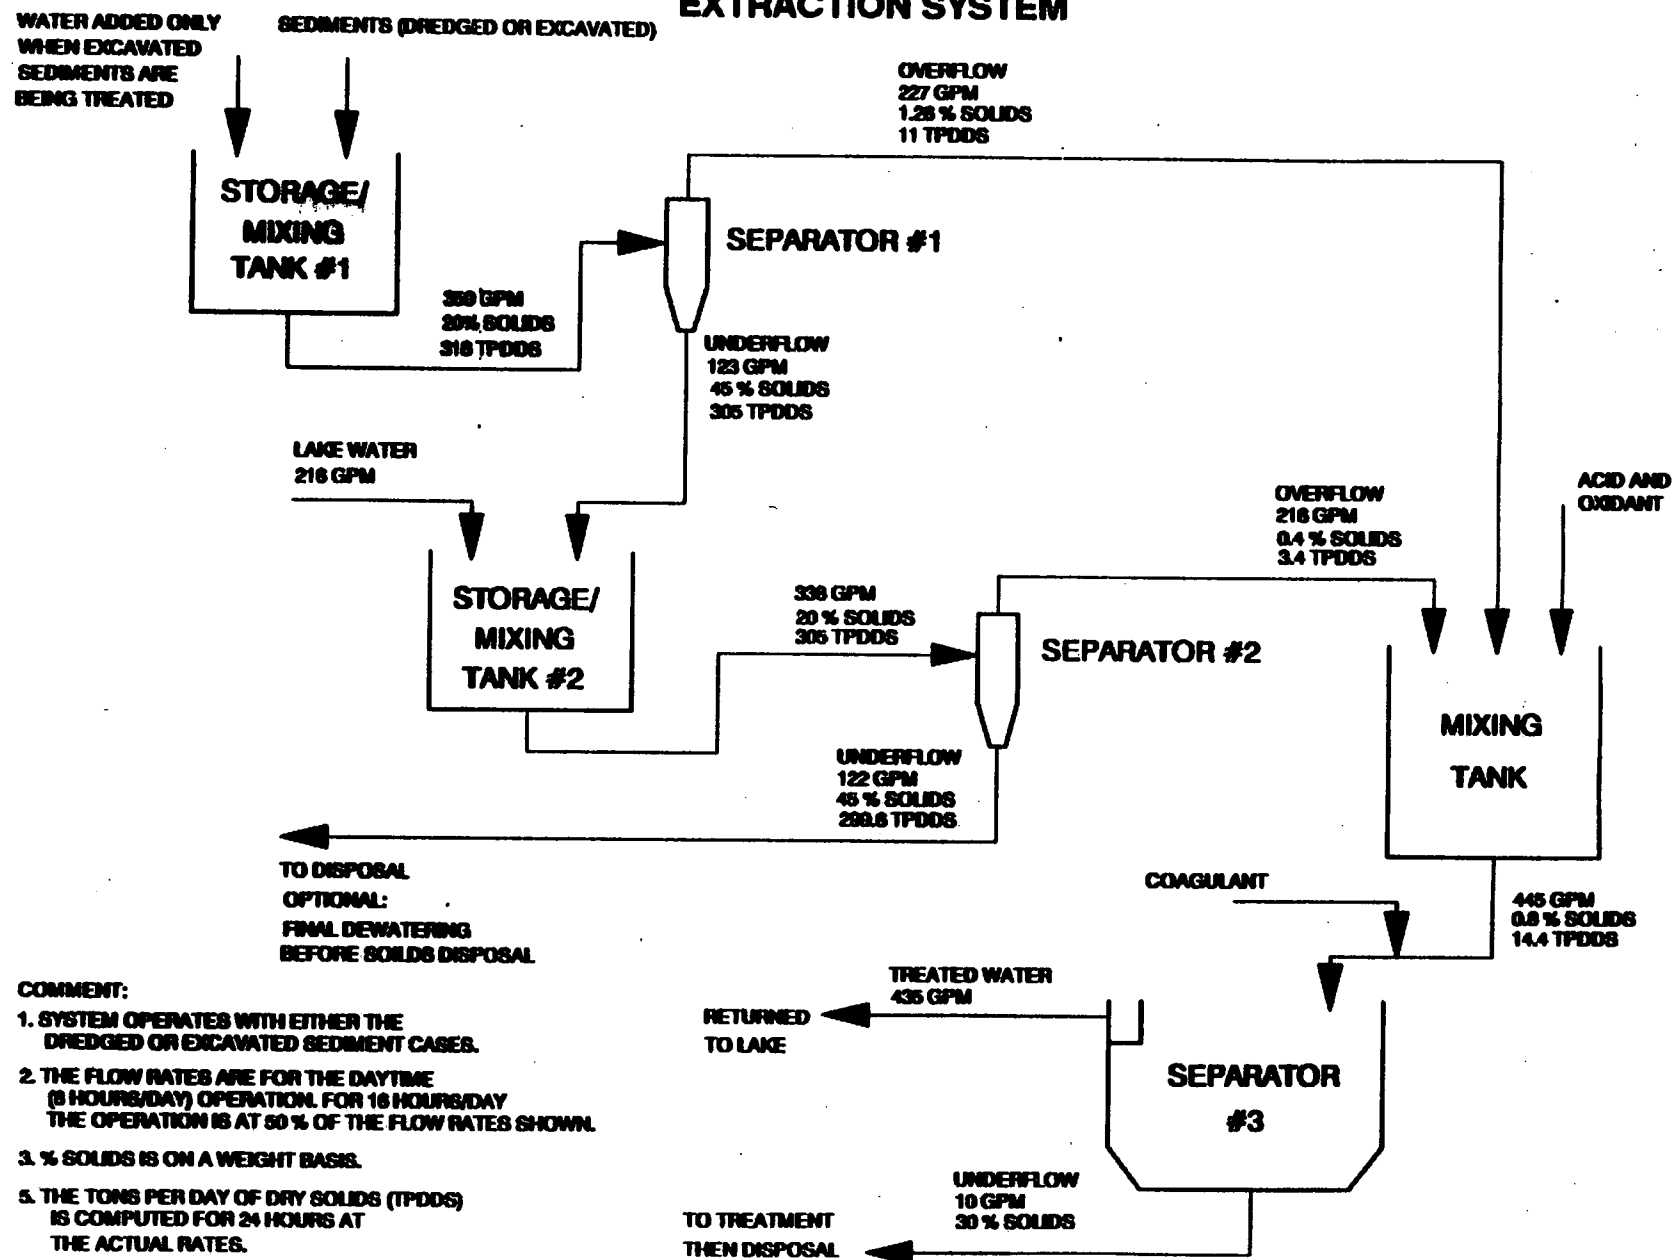 EXTRACTION SYSTEM
WATER ADDED ONLY
WHEN EXCAVATED
SEDIMENTS ARE
BEING TREATED
SEDIMENTS (DREDGED OR EXCAVATED)
OVERFLOW
227 GPM
1.26 % SOLIDS
11 TPDDS
STORAGE/
MIXING
TANK #1
SEPARATOR #1
350 GPM
20% SOLIDS
316 TPDDS
UNDERFLOW
123 GPM
45 % SOLIDS
305 TPDDS
LAKE WATER
216 GPM
ACID AND
OXIDANT
OVERFLOW
216 GPM
0.4 % SOLIDS
3.4 TPDDS
STORAGE/
MIXING
TANK #2
338 GPM
20 % SOLIDS
305 TPDDS
SEPARATOR #2
MIXING
TANK
UNDERFLOW
122 GPM
45 % SOLIDS
299.6 TPDDS
TO DISPOSAL
OPTIONAL:
FINAL DEWATERING
BEFORE SOILDS DISPOSAL
COAGULANT
445 GPM
0.8 % SOLIDS
14.4 TPDDS
TREATED WATER
435 GPM
RETURNED
TO LAKE
SEPARATOR
#3
UNDERFLOW
10 GPM
30 % SOLIDS
TO TREATMENT
THEN DISPOSAL
COMMENT:
1. SYSTEM OPERATES WITH EITHER THE
DREDGED OR EXCAVATED SEDIMENT CASES.
2. THE FLOW RATES ARE FOR THE DAYTIME
(8 HOURS/DAY) OPERATION. FOR 16 HOURS/DAY
THE OPERATION IS AT 50 % OF THE FLOW RATES SHOWN.
3. % SOLIDS IS ON A WEIGHT BASIS.
5. THE TONS PER DAY OF DRY SOLIDS (TPDDS)
IS COMPUTED FOR 24 HOURS AT
THE ACTUAL RATES.